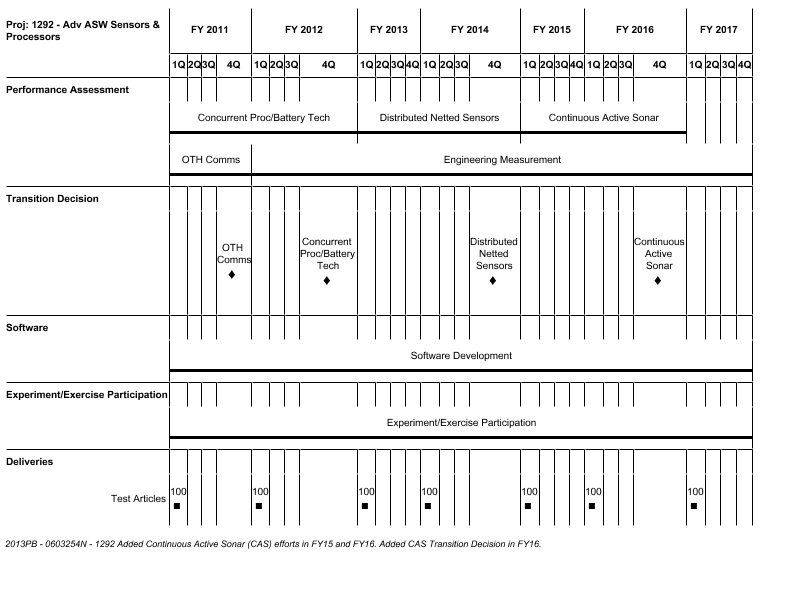 Proj: 1292 - Adv ASW Sensors &
Processors
FY 2011 FY 2012 FY 2013 FY 2014 FY 2015 FY 2016 FY 2017
1Q 2Q 3Q 4Q 1Q 2Q 3Q 4Q 1Q 2Q 3Q 4Q 1Q 2Q 3Q 4Q 1Q 2Q 3Q 4Q 1Q 2Q 3Q 4Q 1Q 2Q 3Q 4Q
Performance Assessment
Concurrent Proc/Battery Tech Distributed Netted Sensors Continuous Active Sonar
OTH Comms Engineering Measurement
Transition Decision
OTH
Comms
Concurrent
Proc/Battery
Tech
Distributed
Netted
Sensors
Continuous
Active
Sonar
Software
Software Development
Experiment/Exercise Participation
Experiment/Exercise Participation
Deliveries
Test Articles 100 100 100 100 100 100 100
2013PB - 0603254N - 1292 Added Continuous Active Sonar (CAS) efforts in FY15 and FY16. Added CAS Transition Decision in FY16.